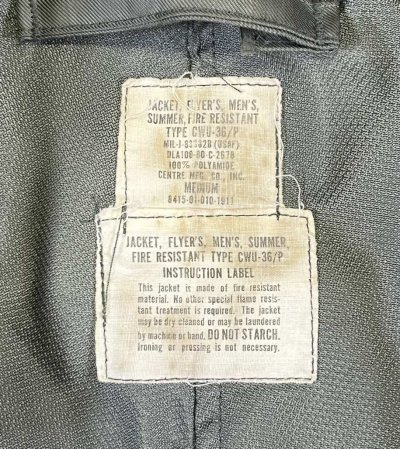 JACKET, FLYER'S, MEN'S,
SUMMER, FIRE RESISTANT
TYPE CWU-36/P
MIL-J-83382B (USAF)
DLA100-80-C-2578
100% POLYAMIDE
CENTRE MFG. CO., INC.
MEDIUM
8415-01-010-1911
JACKET, FLYER'S, MEN'S, SUMMER,
FIRE RESISTANT TYPE CWU-36/P
INSTRUCTION LABEL
This jacket is made of fire resistant
material. No other special flame resis-
tant treatment is required. The jacket
may be dry cleaned or may be laundered
by machine or hand. DO NOT STARCH.
Ironing or pressing is not necessary.